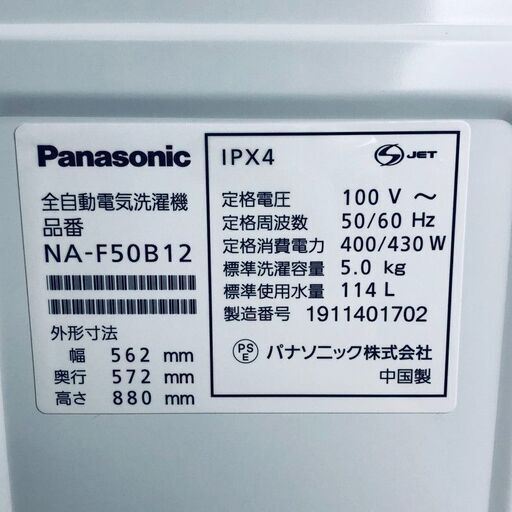 Panasonic
全自動電気洗濯機
品番
NA-F50B12
外形寸法
幅 562 mm
奥行 572 mm
高さ 880 mm
IPX4
S JET
定格電圧 100 V ～
定格周波数 50/60 Hz
定格消費電力 400/430 W
標準洗濯容量 5.0 kg
標準使用水量 114 L
製造番号 1911401702
PS E パナソニック株式会社
中国製